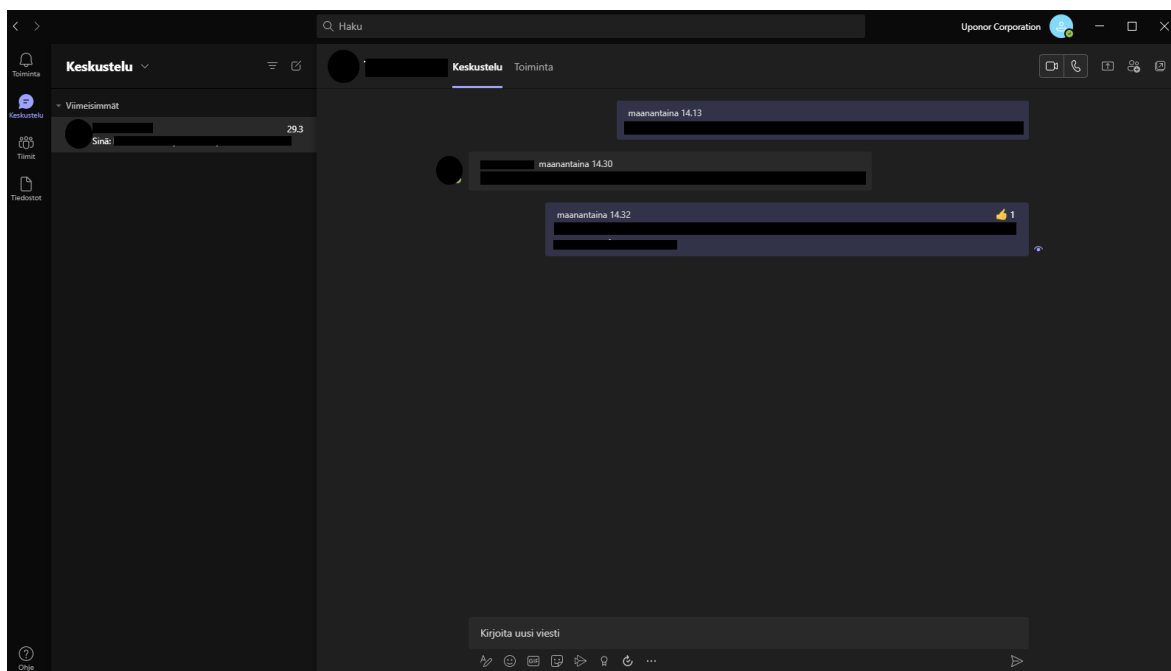 Haku
Uponor Corporation
Toiminta
Keskustelu
Tiimit
Tiedostot
Ohje
Keskustelu
Viimeisimmät
29.3
Sinä:
Keskustelu Toiminta
maanantaina 14.13
maanantaina 14.30
maanantaina 14.32
1
Kirjoita uusi viesti
GIF